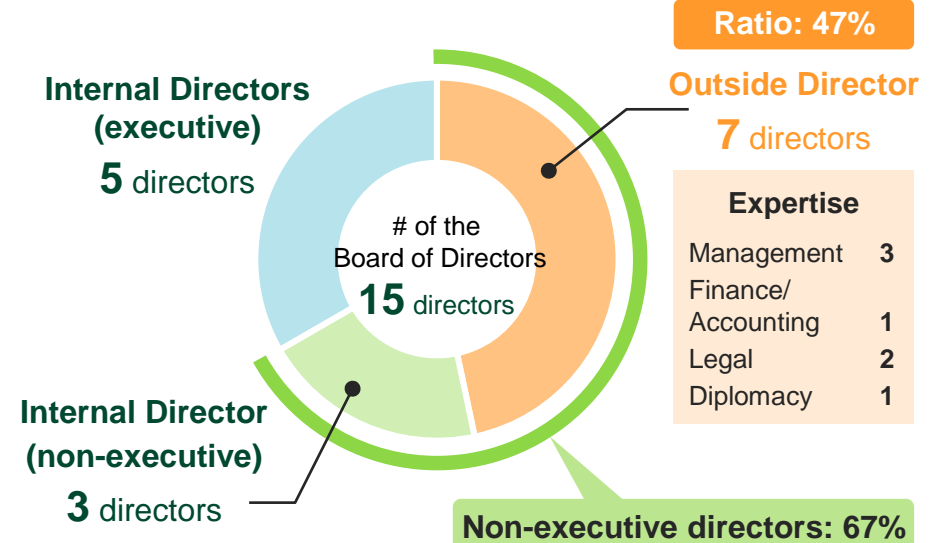 Ratio: 47%
Internal Directors
(executive)
5 directors
Outside Director
7 directors
# of the
Board of Directors
15 directors
Expertise
Management 3
Finance/
Accounting 1
Legal 2
Diplomacy 1
Internal Director
(non-executive)
3 directors
Non-executive directors: 67%